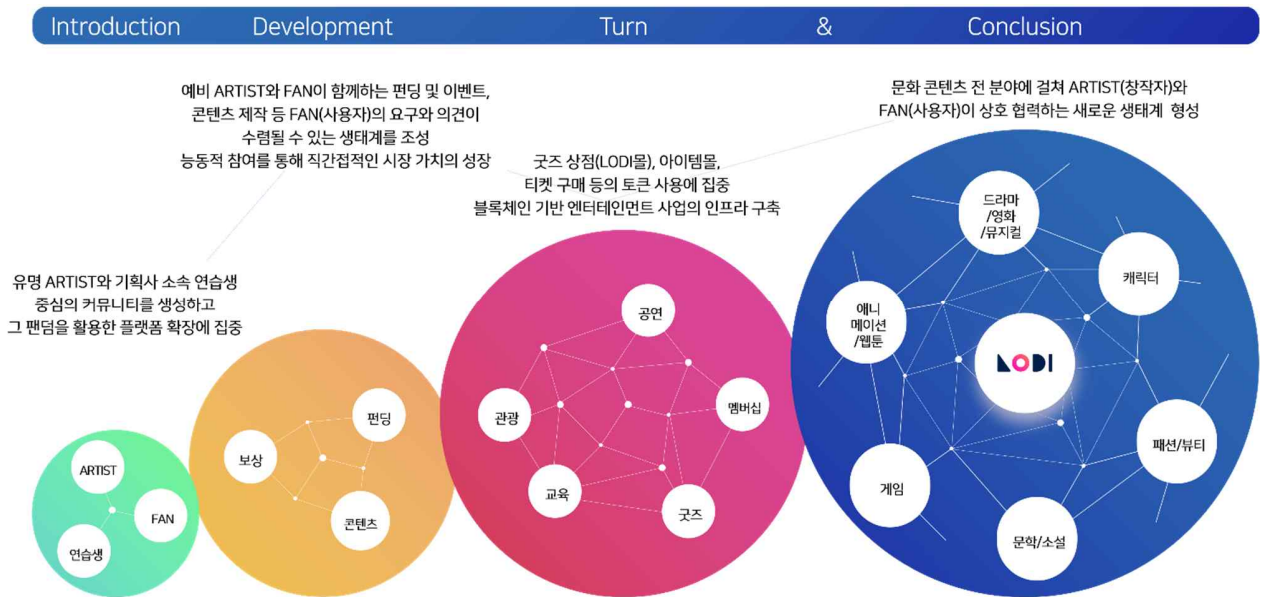 Introduction Development Turn & Conclusion
유명 ARTIST와 기획사 소속 연습생
중심의 커뮤니티를 생성하고
그 팬덤을 활용한 플랫폼 확장에 집중
ARTIST
FAN
연습생
예비 ARTIST와 FAN이 함께하는 펀딩 및 이벤트,
콘텐츠 제작 등 FAN(사용자)의 요구와 의견이
수렴될 수 있는 생태계를 조성
능동적 참여를 통해 직간접적인 시장 가치의 성장
펀딩
보상
콘텐츠
굿즈 상점(LODI몰), 아이템몰,
티켓 구매 등의 토큰 사용에 집중
블록체인 기반 엔터테인먼트 사업의 인프라 구축
공연
관광
멤버십
교육
굿즈
문화 콘텐츠 전 분야에 걸쳐 ARTIST(창작자)와
FAN(사용자)이 상호 협력하는 새로운 생태계 형성
드라마
/영화
/뮤지컬
캐릭터
애니
메이션
/웹툰
LODI
패션/뷰티
게임
문학/소설